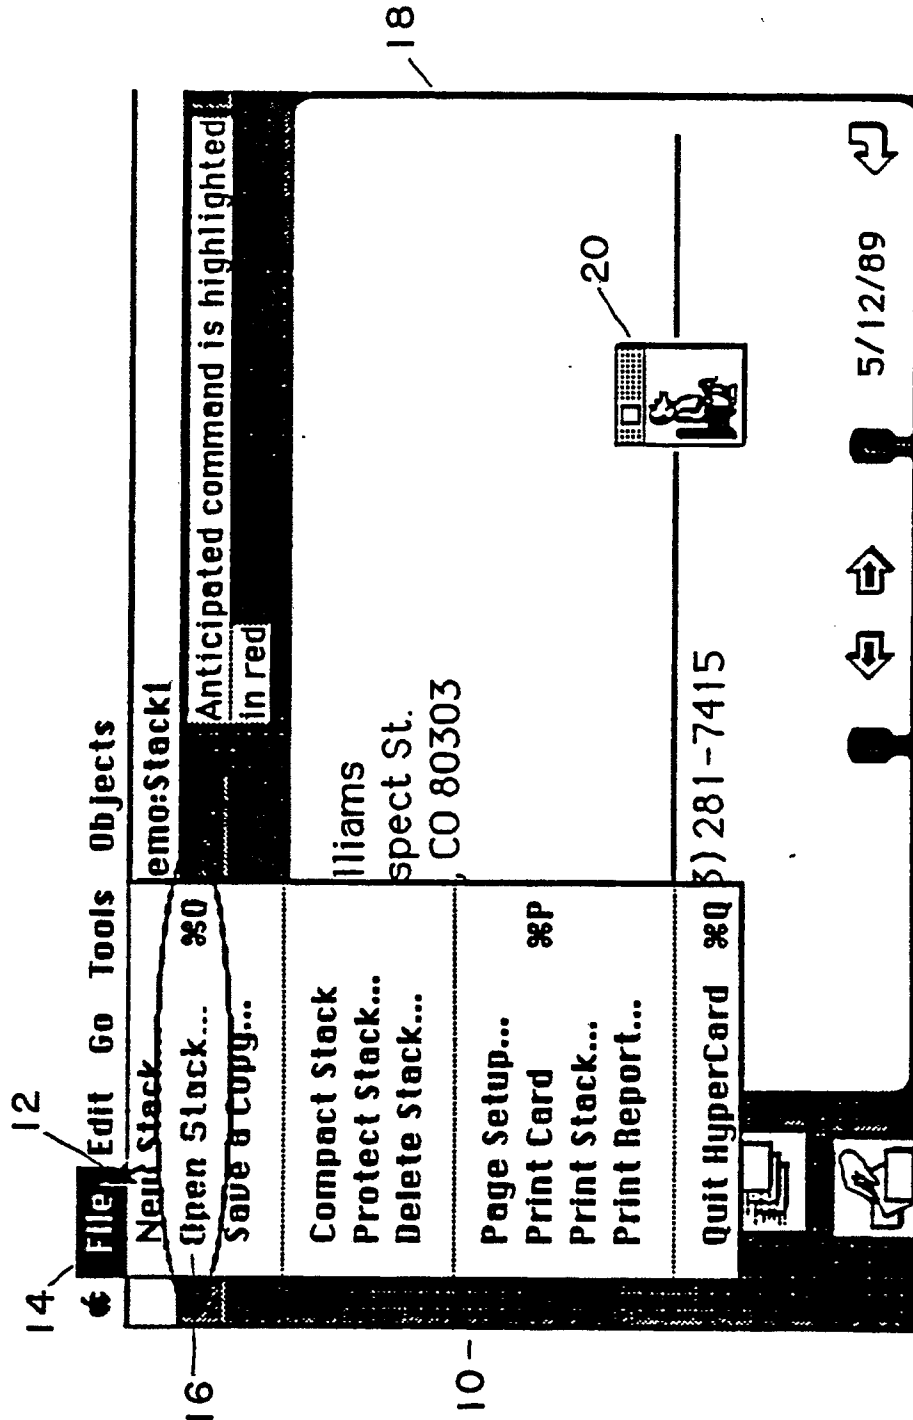 12
14
File Edit Go Tools Objects
New Stack
16
Open Stack... ⌘O
Save a Copy...
Compact Stack
Protect Stack...
Delete Stack...
Page Setup...
Print Card ⌘P
Print Stack...
Print Report...
Quit HyperCard ⌘Q
10
emo:Stack1
Anticipated command is highlighted
in red
18
lliams
spect St.
, CO 80303
20
3) 281-7415
5/12/89